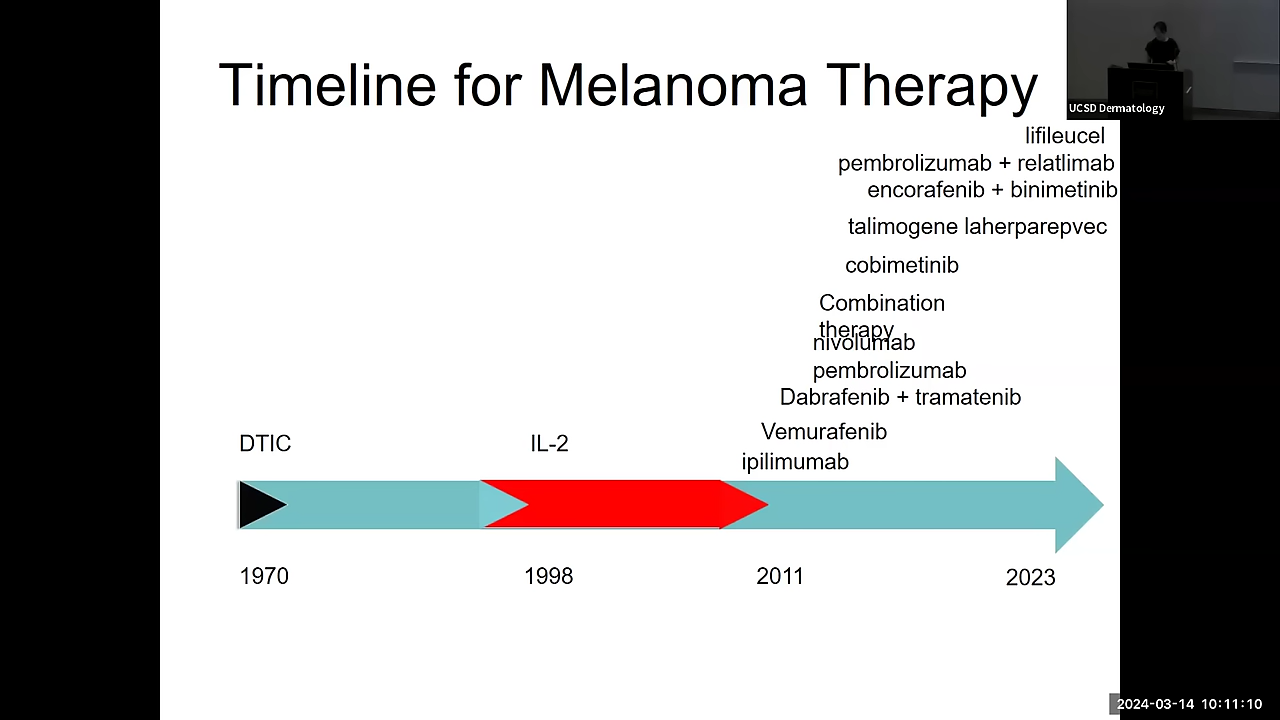 Timeline for Melanoma Therapy
UCSD Dermatology
lifileucel
pembrolizumab + relatlimab
encorafenib + binimetinib
talimogene laherparepvec
cobimetinib
Combination
therapy
nivolumab
pembrolizumab
Dabrafenib + tramatenib
Vemurafenib
ipilimumab
DTIC
IL-2
1970
1998
2011
2023
2024-03-14 10:11:10